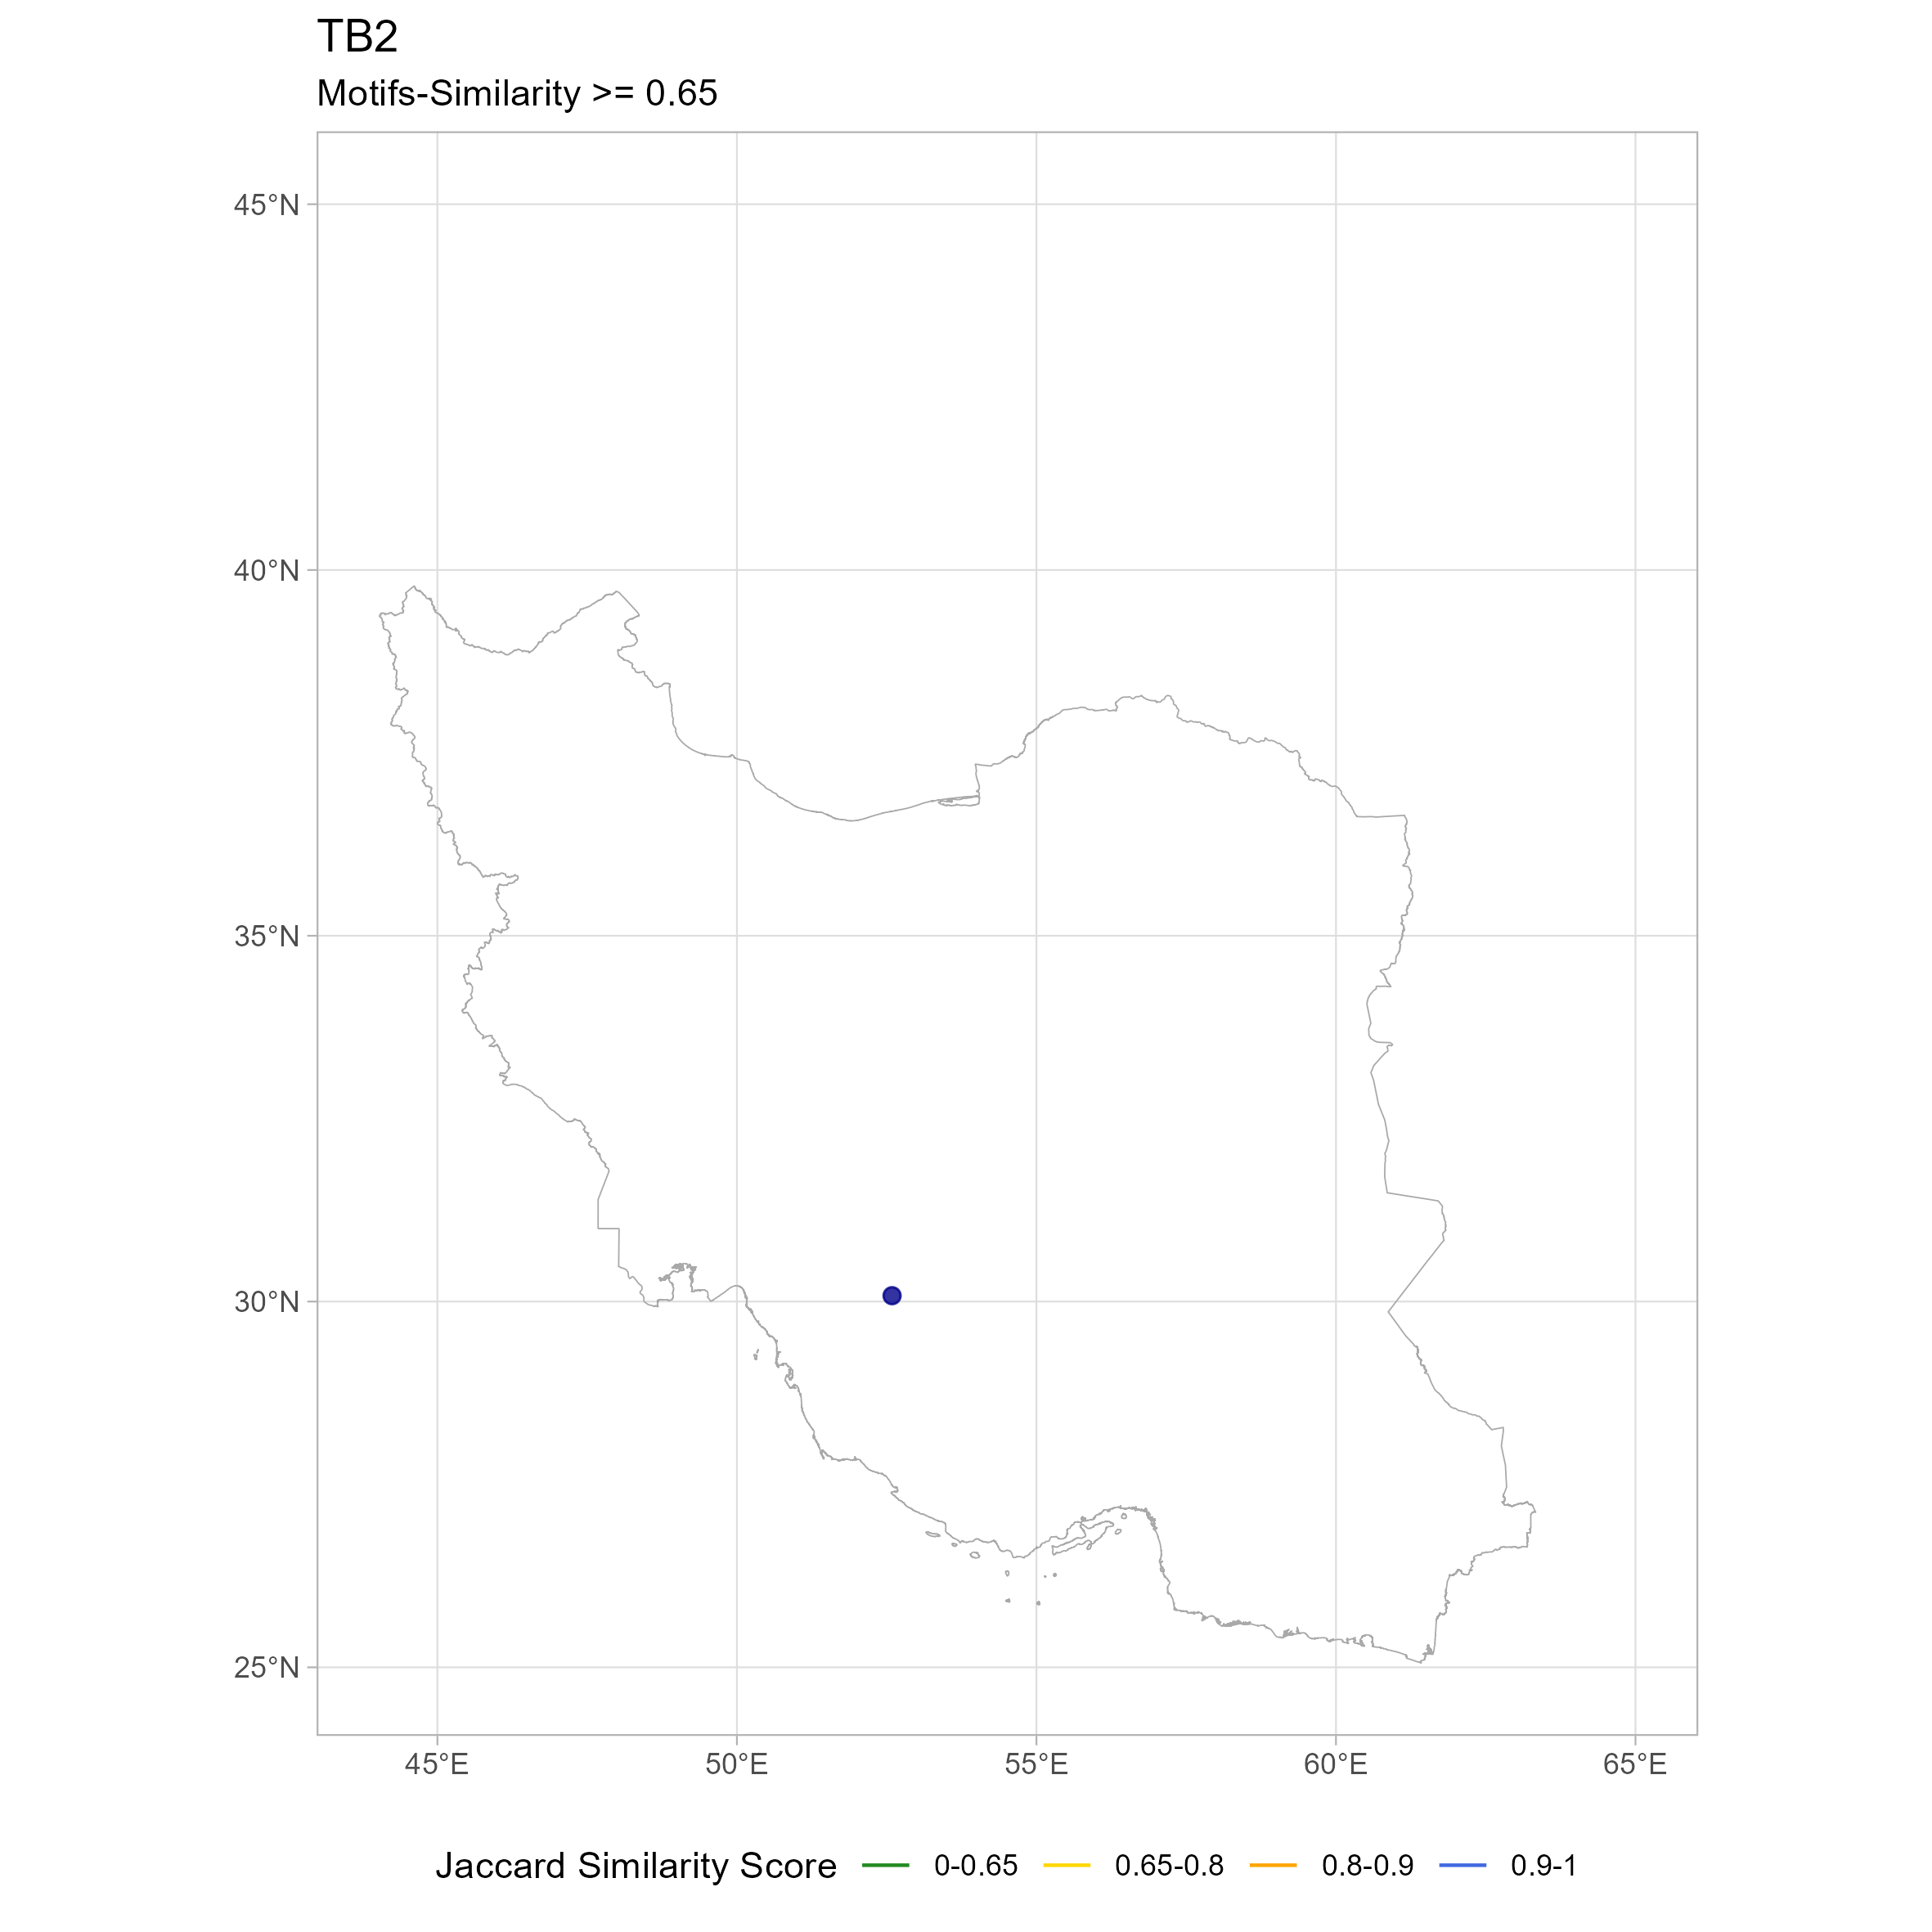 TB2
Motifs-Similarity >= 0.65
45°N
40°N
35°N
30°N
25°N
45°E 50°E 55°E 60°E 65°E
Jaccard Similarity Score 0-0.65 0.65-0.8 0.8-0.9 0.9-1